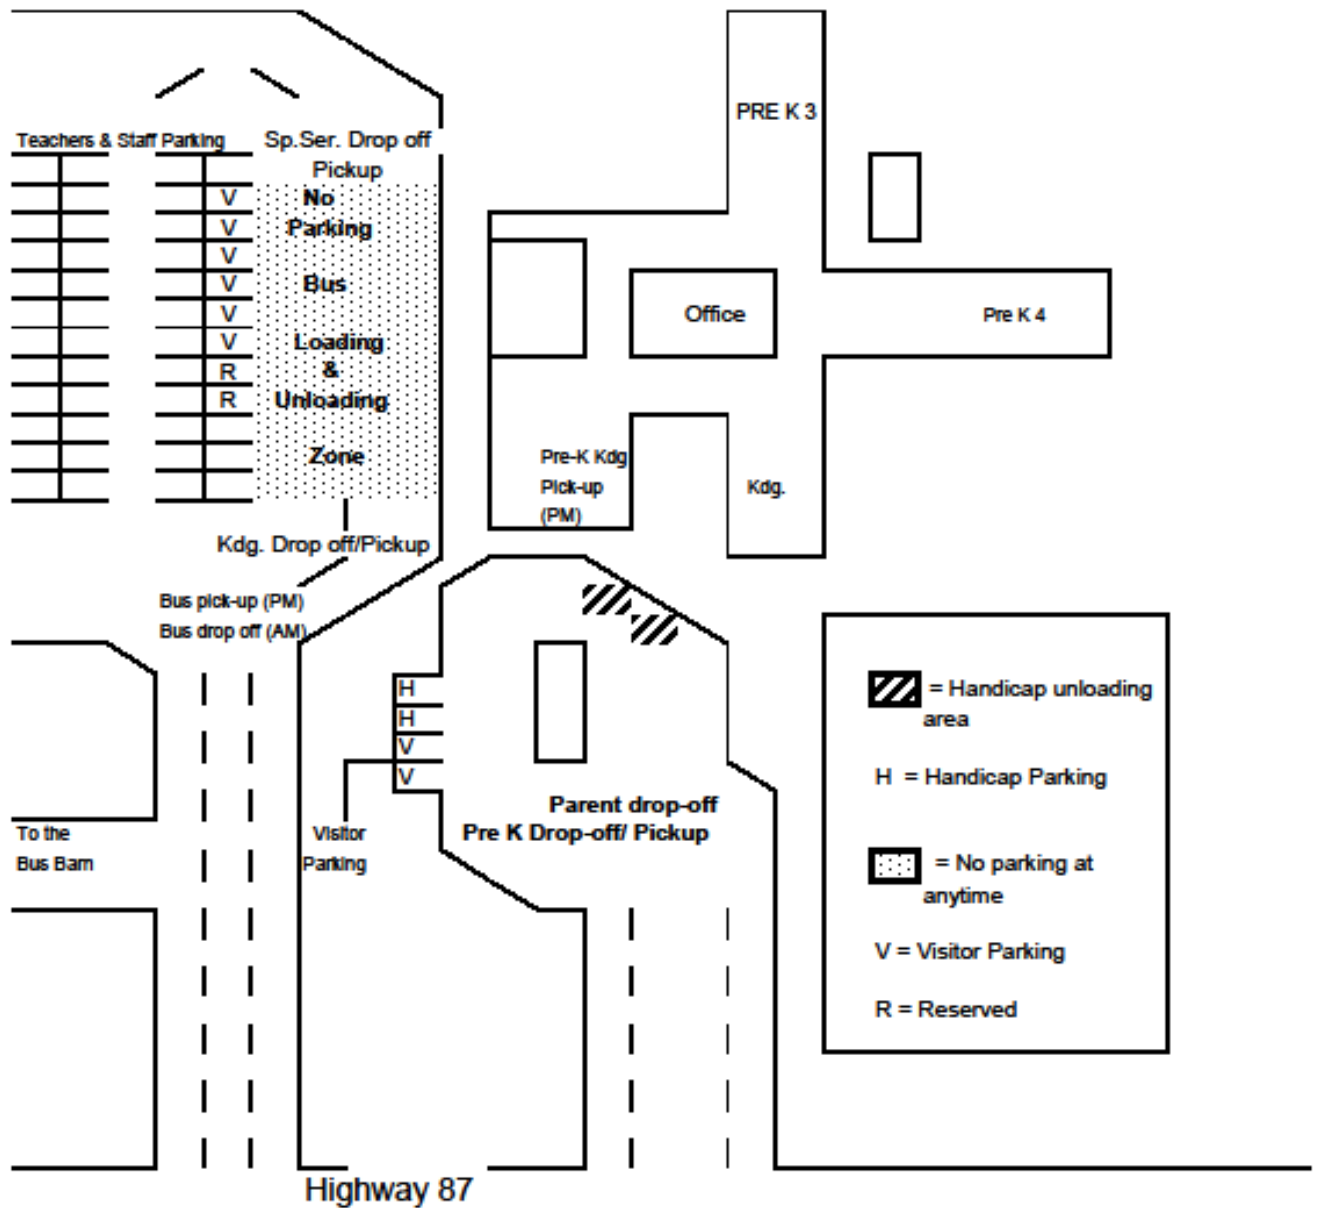 PRE K 3
Teachers & Staff Parking
Sp.Ser. Drop off
Pickup
V
No
V
Parking
V
V
Bus
V
V
Loading
R
&
R
Unloading
Zone
Office
Pre K 4
Pre-K Kdg
Pick-up
(PM)
Kdg.
Kdg. Drop off/Pickup
Bus pick-up (PM)
Bus drop off (AM)
H
H
V
V
= Handicap unloading
area
H = Handicap Parking
Parent drop-off
Pre K Drop-off/ Pickup
To the
Bus Barn
Visitor
Parking
= No parking at
anytime
V = Visitor Parking
R = Reserved
Highway 87